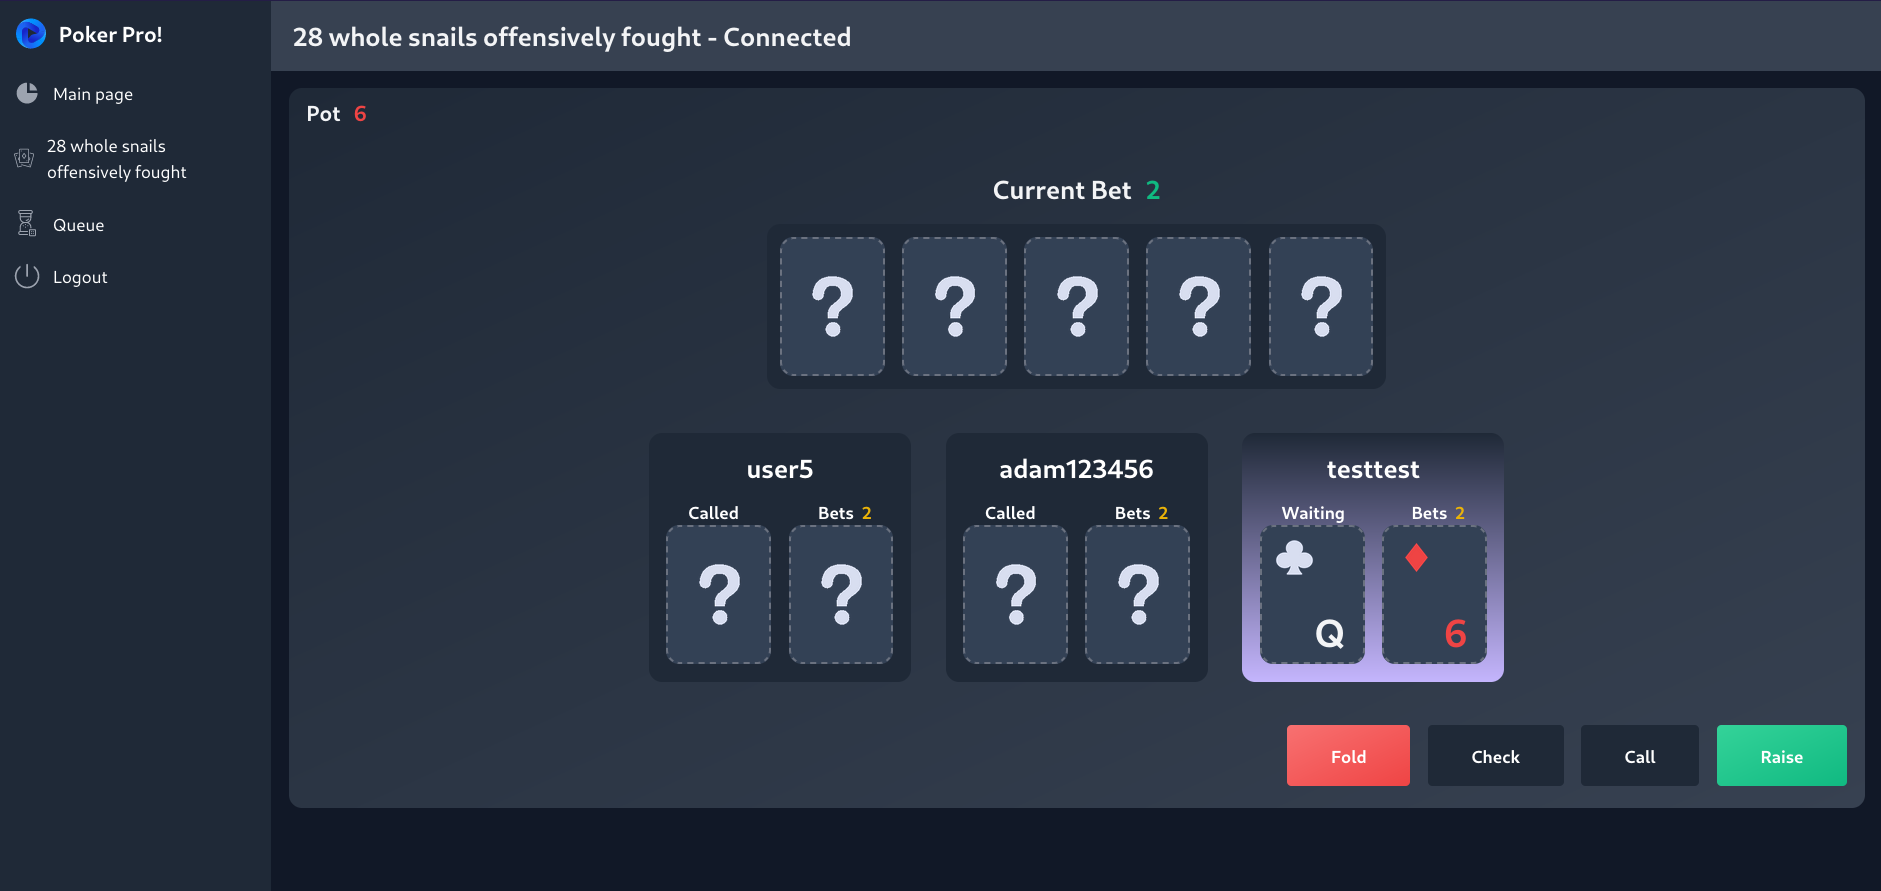 Poker Pro!
Main page
28 whole snails
offensively fought
Queue
Logout
28 whole snails offensively fought - Connected
Pot 6
Current Bet 2
? ? ? ? ?
user5
Called Bets 2
? ?
adam123456
Called Bets 2
? ?
testtest
Waiting Bets 2
Q 6
Fold Check Call Raise